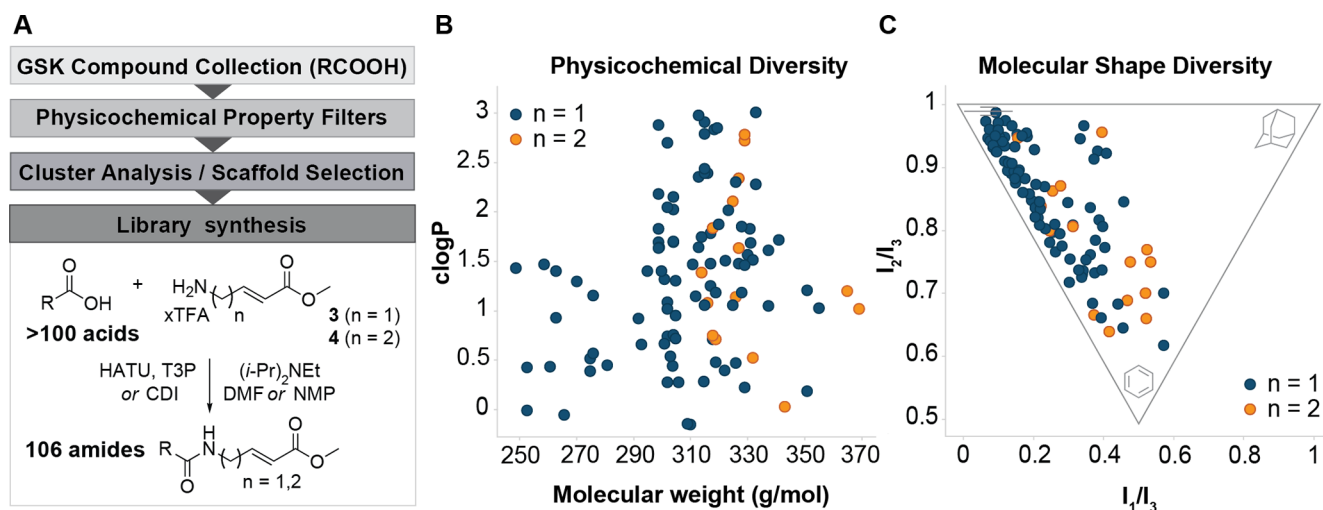 A
GSK Compound Collection (RCOOH)
Physicochemical Property Filters
Cluster Analysis / Scaffold Selection
Library synthesis
O
R
OH
>100 acids
+
H2N
xTFA
( ) n
O
O
3 (n = 1)
4 (n = 2)
HATU, T3P
or CDI
(i-Pr)2NEt
DMF or NMP
106 amides
R
O
H
N
( )
n = 1,2
O
O
B
Physicochemical Diversity
n = 1
n = 2
clogP
3
2.5
2
1.5
1
0.5
0
250 270 290 310 330 350 370
Molecular weight (g/mol)
C
Molecular Shape Diversity
I2/I3
1
0.9
0.8
0.7
0.6
0.5
n = 1
n = 2
0 0.2 0.4 0.6 0.8 1
I1/I3